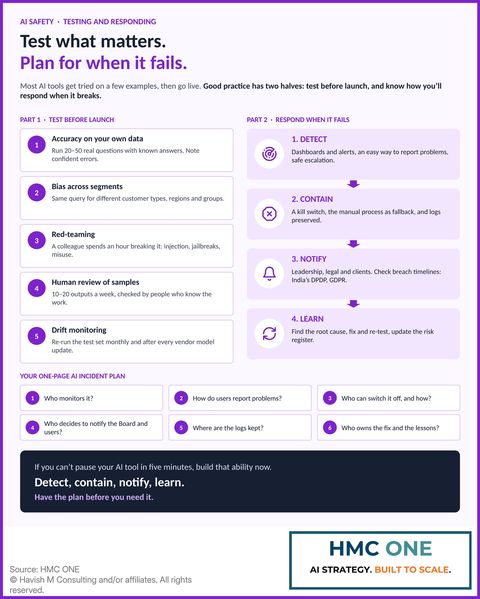 AI SAFETY · TESTING AND RESPONDING
Test what matters.
Plan for when it fails.
Most AI tools get tried on a few examples, then go live. Good practice has two halves: test before launch, and know how you'll
respond when it breaks.
PART 1 · TEST BEFORE LAUNCH
1
Accuracy on your own data
Run 20–50 real questions with known answers. Note
confident errors.
2
Bias across segments
Same query for different customer types, regions and groups.
3
Red-teaming
A colleague spends an hour breaking it: injection, jailbreaks,
misuse.
4
Human review of samples
10–20 outputs a week, checked by people who know the
work.
5
Drift monitoring
Re-run the test set monthly and after every vendor model
update.
PART 2 · RESPOND WHEN IT FAILS
1. DETECT
Dashboards and alerts, an easy way to report problems,
safe escalation.
2. CONTAIN
A kill switch, the manual process as fallback, and logs
preserved.
3. NOTIFY
Leadership, legal and clients. Check breach timelines:
India's DPDP, GDPR.
4. LEARN
Find the root cause, fix and re-test, update the risk
register.
YOUR ONE-PAGE AI INCIDENT PLAN
1 Who monitors it?
2 How do users report problems?
3 Who can switch it off, and how?
4 Who decides to notify the Board and
users?
5 Where are the logs kept?
6 Who owns the fix and the lessons?
If you can't pause your AI tool in five minutes, build that ability now.
Detect, contain, notify, learn.
Have the plan before you need it.
HMC ONE
AI STRATEGY. BUILT TO SCALE.
Source: HMC ONE
© Havish M Consulting and/or affiliates. All rights
reserved.